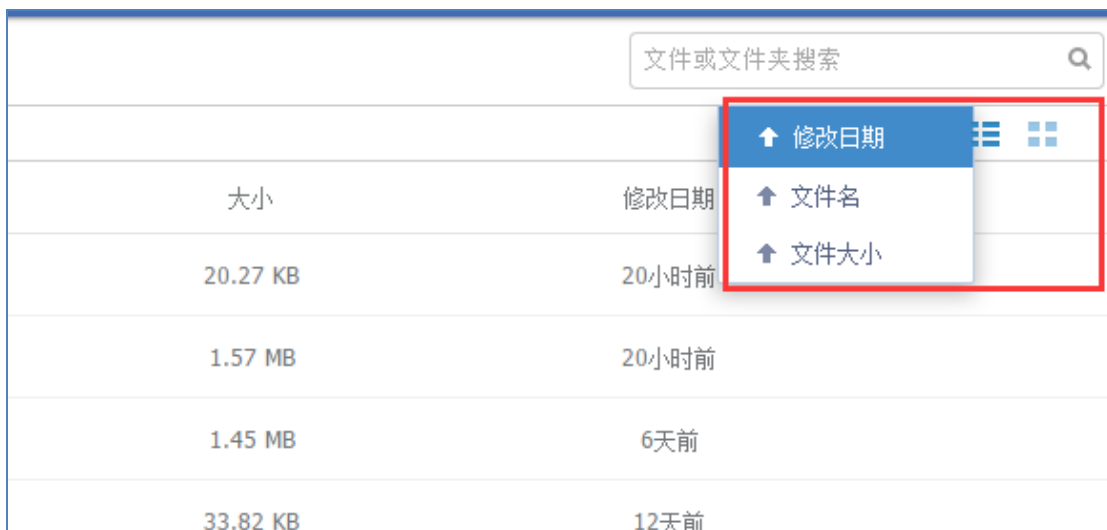 文件或文件夹搜索
修改日期
大小 修改日期 文件名
文件大小
20.27 KB 20小时前
1.57 MB 20小时前
1.45 MB 6天前
33.82 KB 12天前